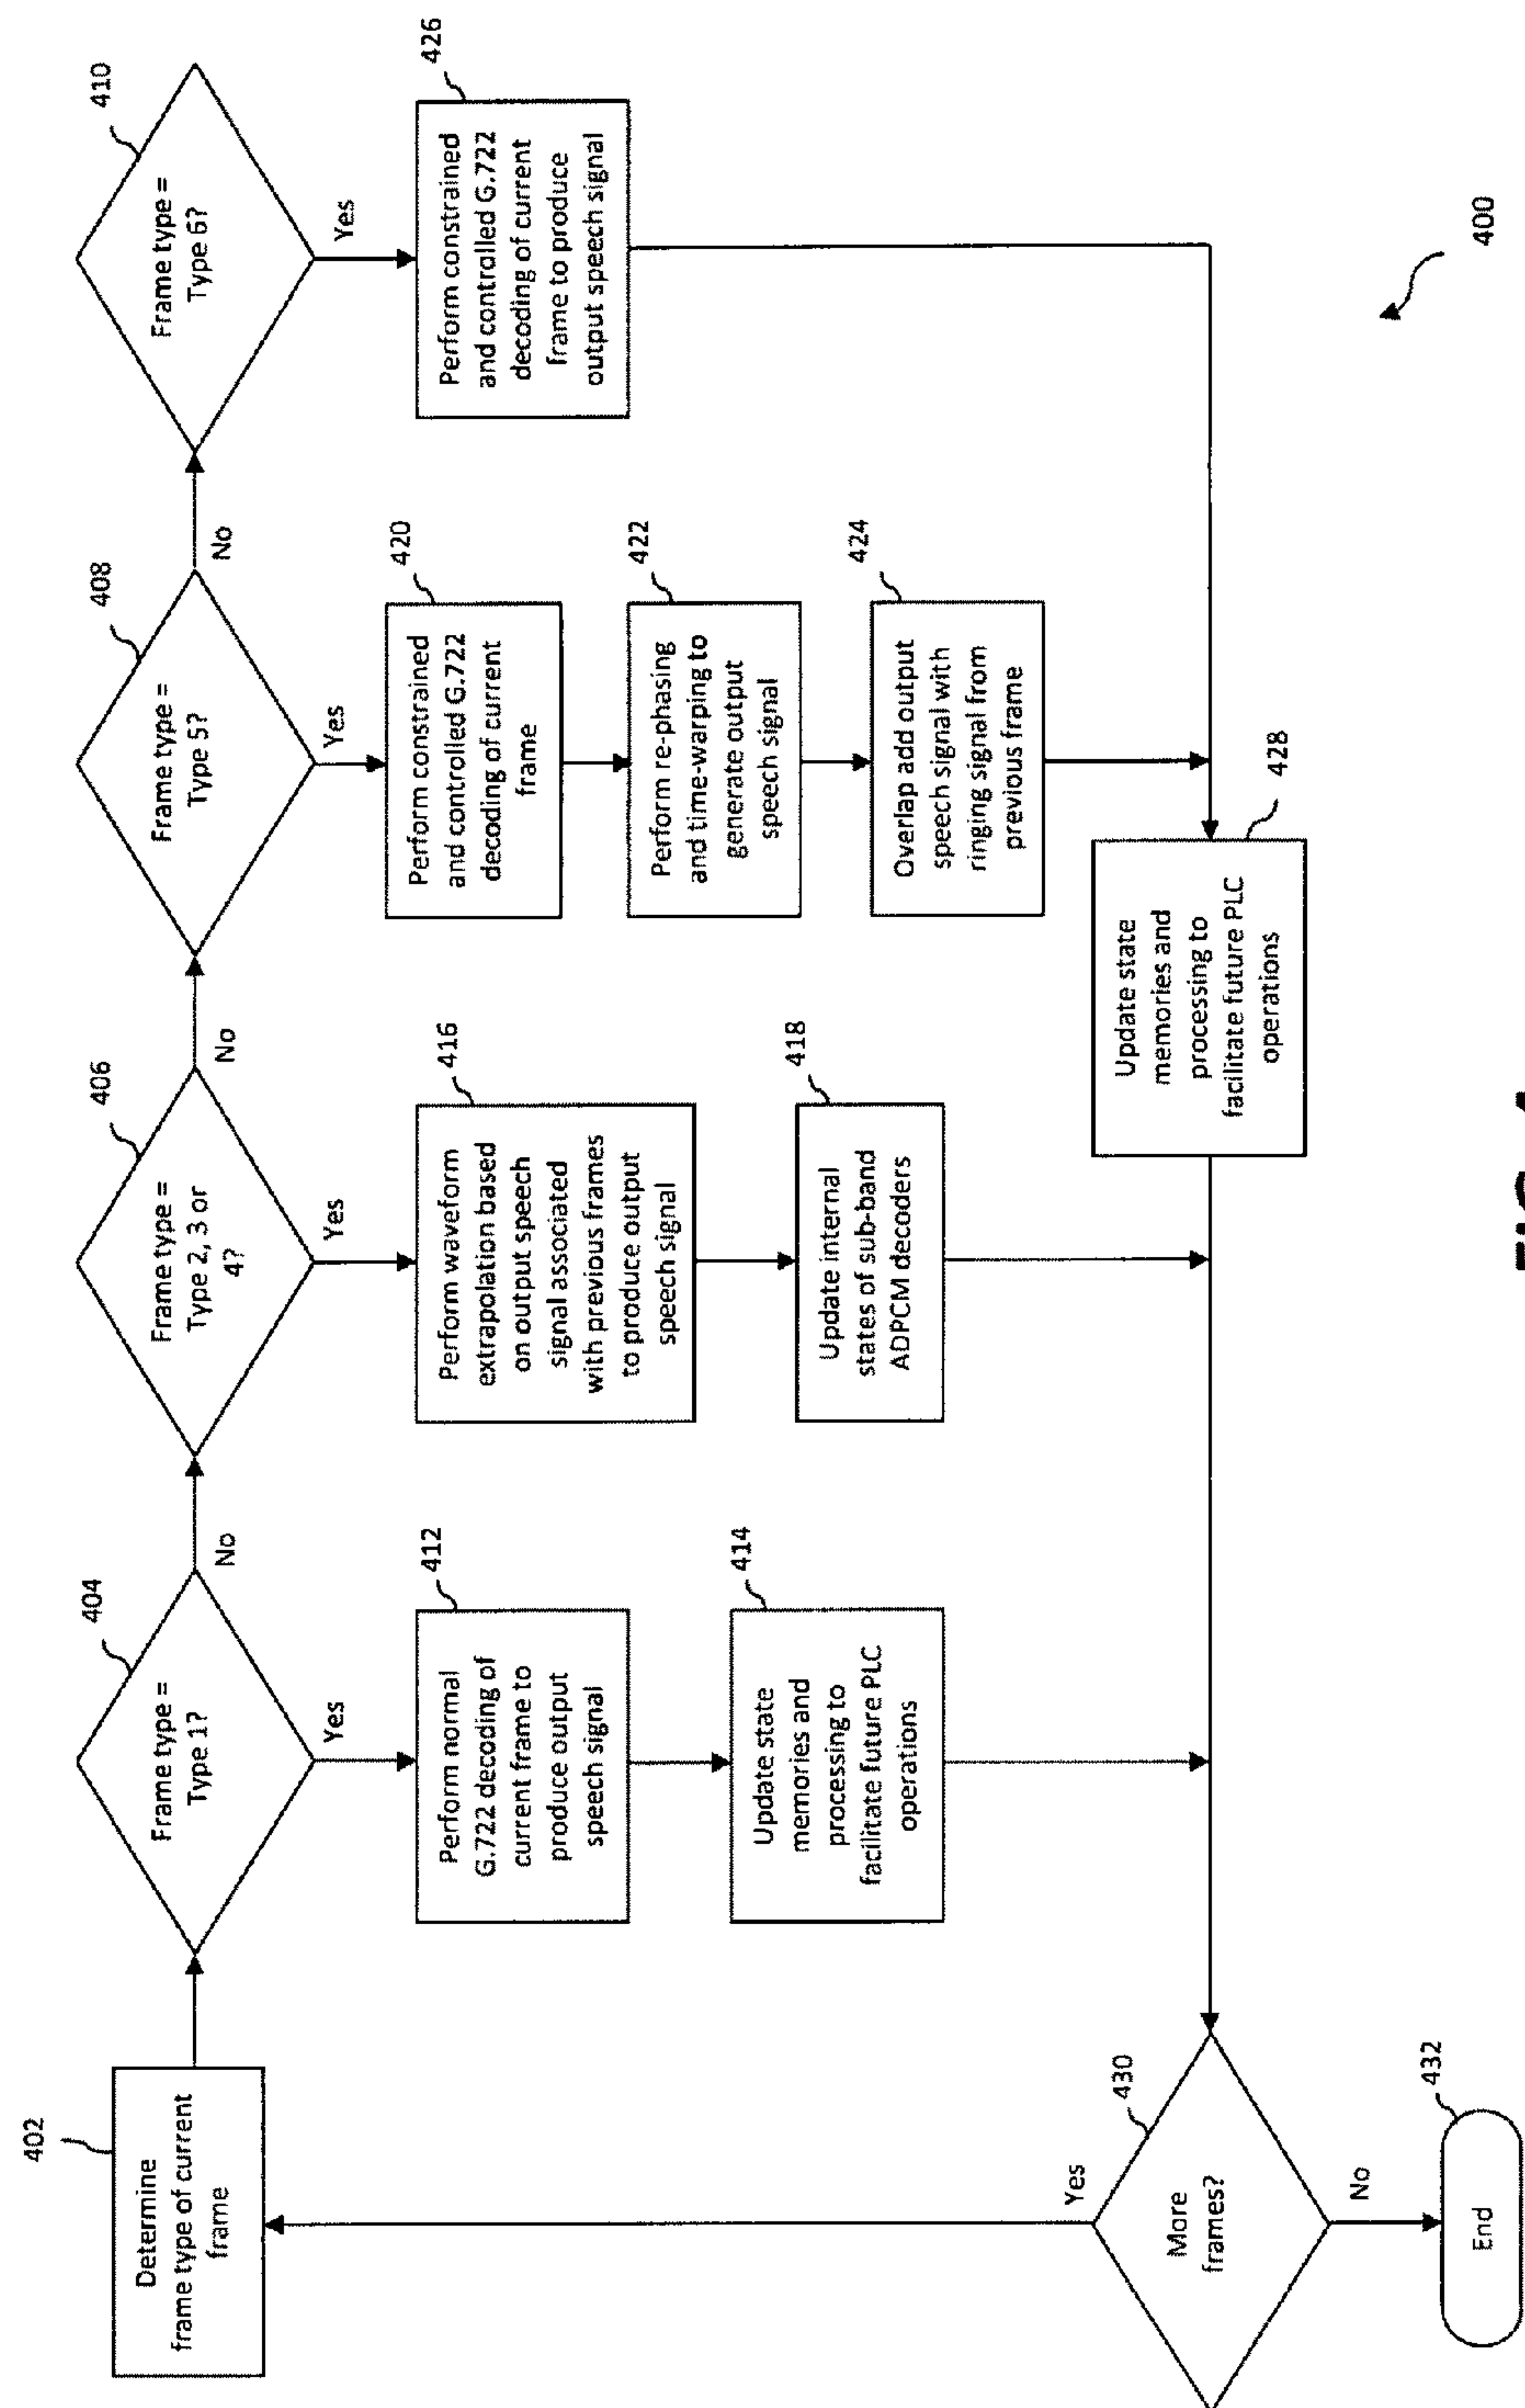 402
Determine
frame type of current
frame
404
Frame type =
Type 1?
No
Yes
406
Frame type =
Type 2, 3 or
4?
No
Yes
408
Frame type =
Type 5?
No
Yes
410
Frame type =
Type 6?
Yes
412
Perform normal
G.722 decoding of
current frame to
produce output
speech signal
414
Update state
memories and
processing to
facilitate future PLC
operations
416
Perform waveform
extrapolation based
on output speech
signal associated
with previous frames
to produce output
speech signal
418
Update internal
states of sub-band
ADPCM decoders
420
Perform constrained
and controlled G.722
decoding of current
frame
422
Perform re-phasing
and time-warping to
generate output
speech signal
424
Overlap add output
speech signal with
ringing signal from
previous frame
426
Perform constrained
and controlled G.722
decoding of current
frame to produce
output speech signal
428
Update state
memories and
processing to
facilitate future PLC
operations
430
More
frames?
Yes
No
432
End
400